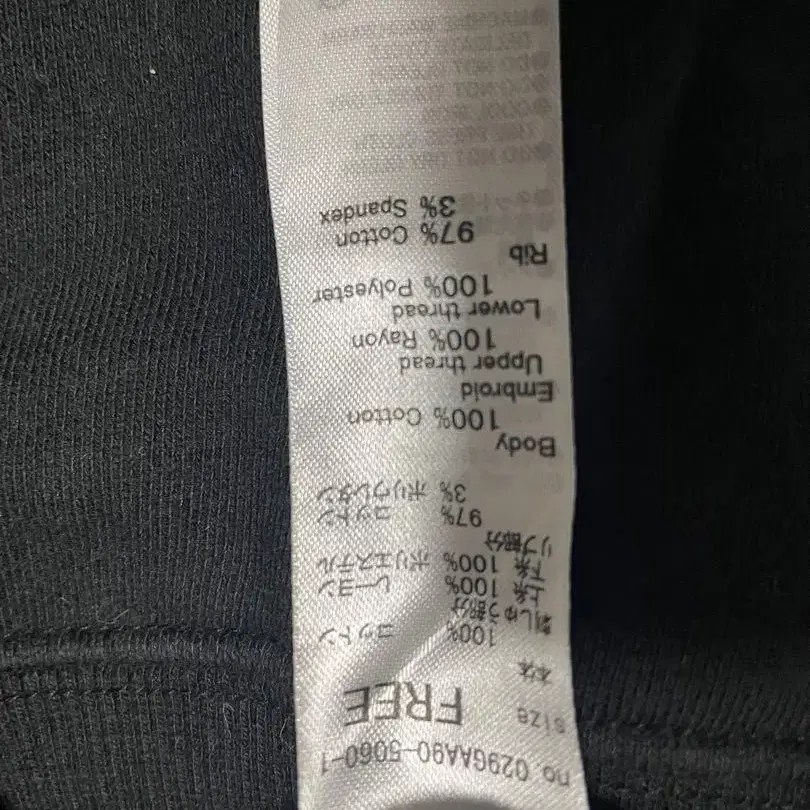 no 029GAA90-5060-1
size FREE
本体
100% コットン
刺しゅう部分
上糸 100% レーヨン
下糸 100% ポリエステル
リブ部分
97% コットン
3% ポリウレタン
Body
100% Cotton
Embroid
Upper thread
100% Rayon
Lower thread
100% Polyester
Rib
97% Cotton
3% Spandex